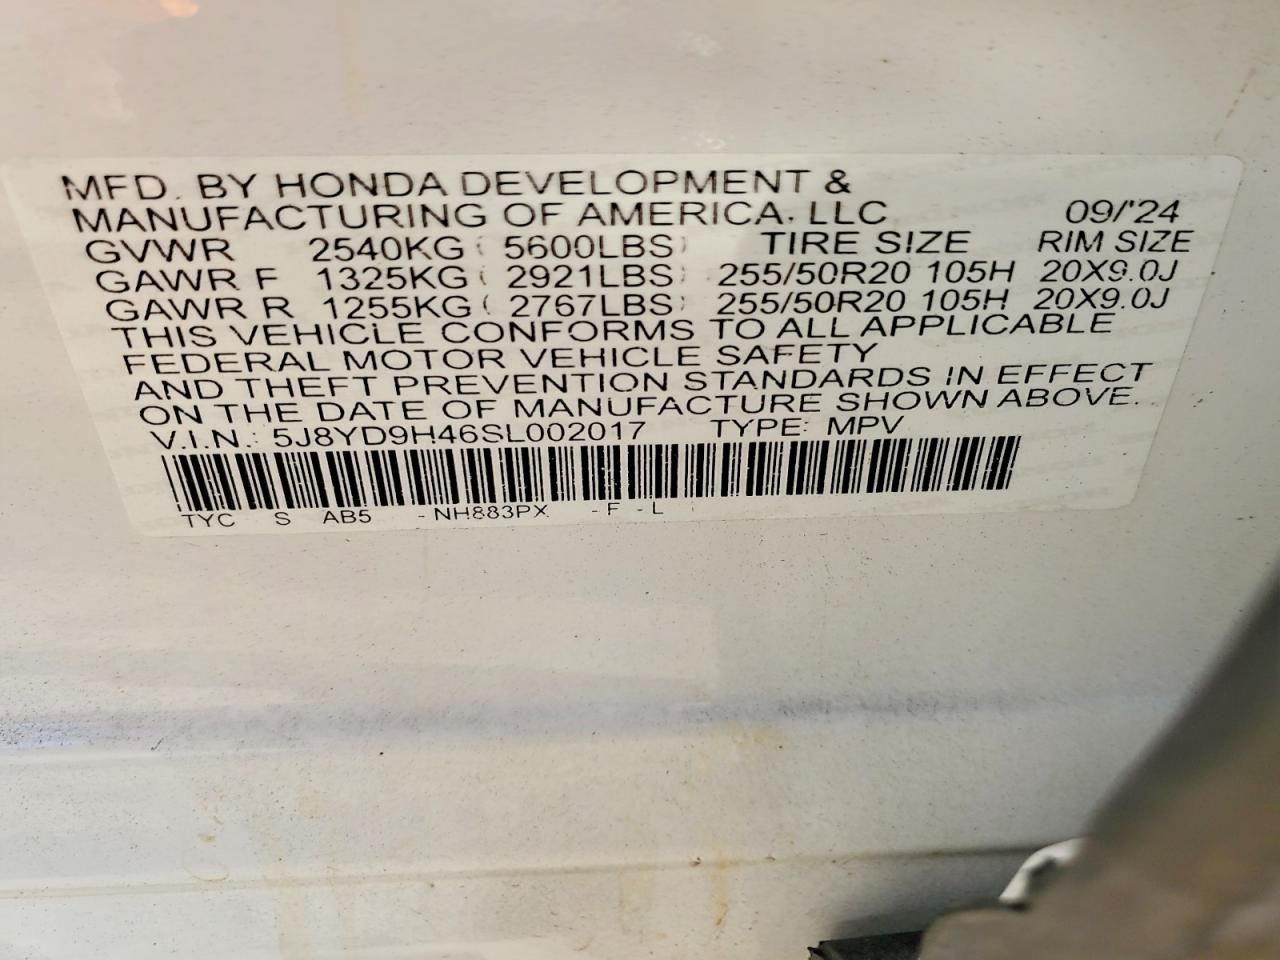 MFD. BY HONDA DEVELOPMENT &
MANUFACTURING OF AMERICA. LLC 09/'24
GVWR 2540KG ( 5600LBS) TIRE SIZE RIM SIZE
GAWR F 1325KG ( 2921LBS) 255/50R20 105H 20X9.0J
GAWR R 1255KG ( 2767LBS) 255/50R20 105H 20X9.0J
THIS VEHICLE CONFORMS TO ALL APPLICABLE
FEDERAL MOTOR VEHICLE SAFETY
AND THEFT PREVENTION STANDARDS IN EFFECT
ON THE DATE OF MANUFACTURE SHOWN ABOVE.
V.I.N.: 5J8YD9H46SL002017 TYPE: MPV
TYC S AB5 - NH883PX - F - L